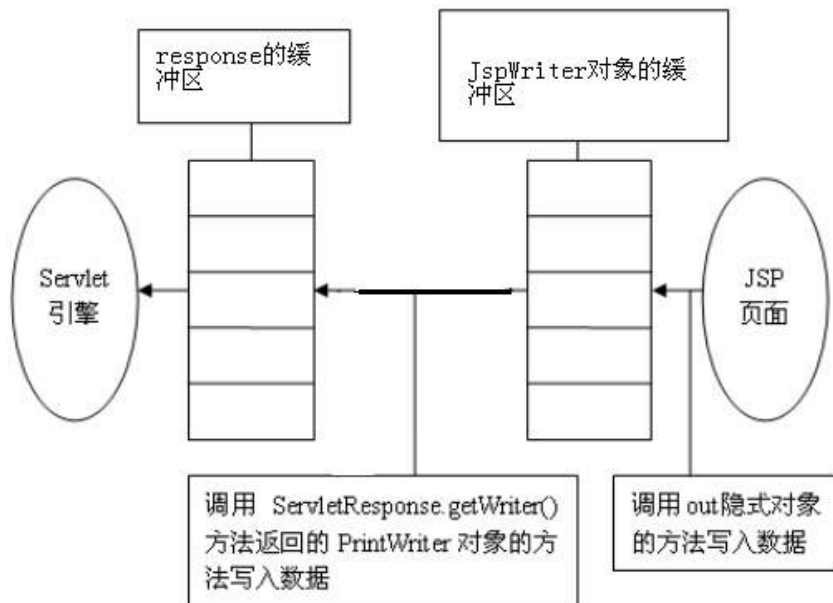 response的缓
冲区
JspWriter对象的缓
冲区
Servlet
引擎
JSP
页面
调用 ServletResponse.getWriter()
方法返回的 PrintWriter 对象的方
法写入数据
调用 out隐式对象
的方法写入数据